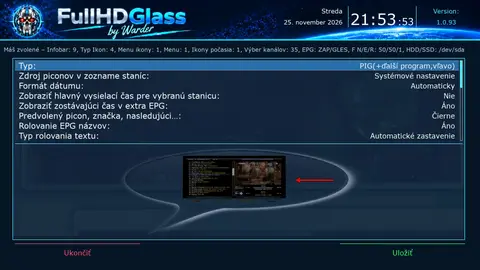 FullHDGlass
by Warder
Streda
25. november 2026
21:53:53
Version:
1.0.93
Máš zvolené – Infobar: 9, Typ Ikon: 4, Menu ikony: 1, Menu: 1, Ikony počasia: 1, Výber kanálov: 35, EPG: ZAP/GLES, F N/E/R: 50/50/1, HDD/SSD: /dev/sda
Typ: PIG(+ďalší program,vľavo)
Zdroj piconov v zozname staníc: Systémové nastavenie
Formát dátumu: Automaticky
Zobraziť hlavný vysielací čas pre vybranú stanicu: Nie
Zobraziť zostávajúci čas v extra EPG: Áno
Predvolený picon, značka, nasledujúci...: Čierne
Rolovanie EPG názvov: Áno
Typ rolovania textu: Automatické zastavenie
Ukončiť
Uložiť